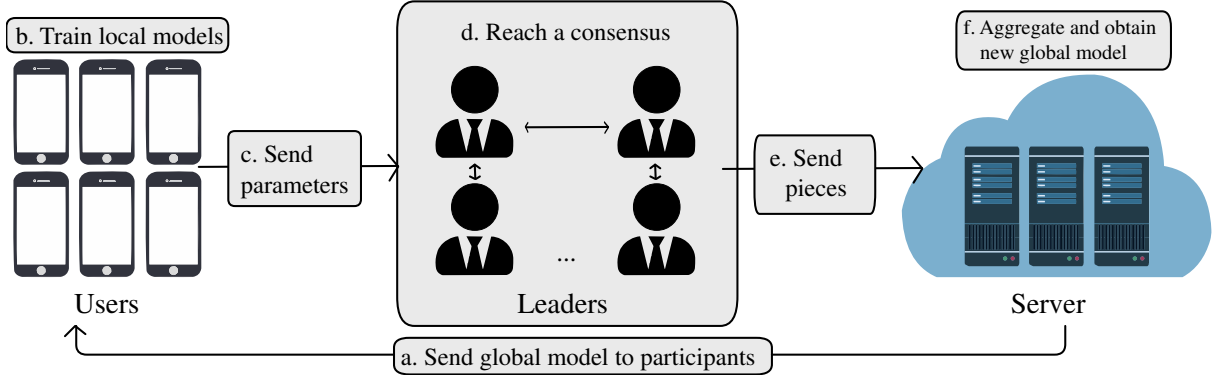 b. Train local models
d. Reach a consensus
f. Aggregate and obtain
new global model
c. Send
parameters
e. Send
pieces
...
Users
Leaders
Server
a. Send global model to participants